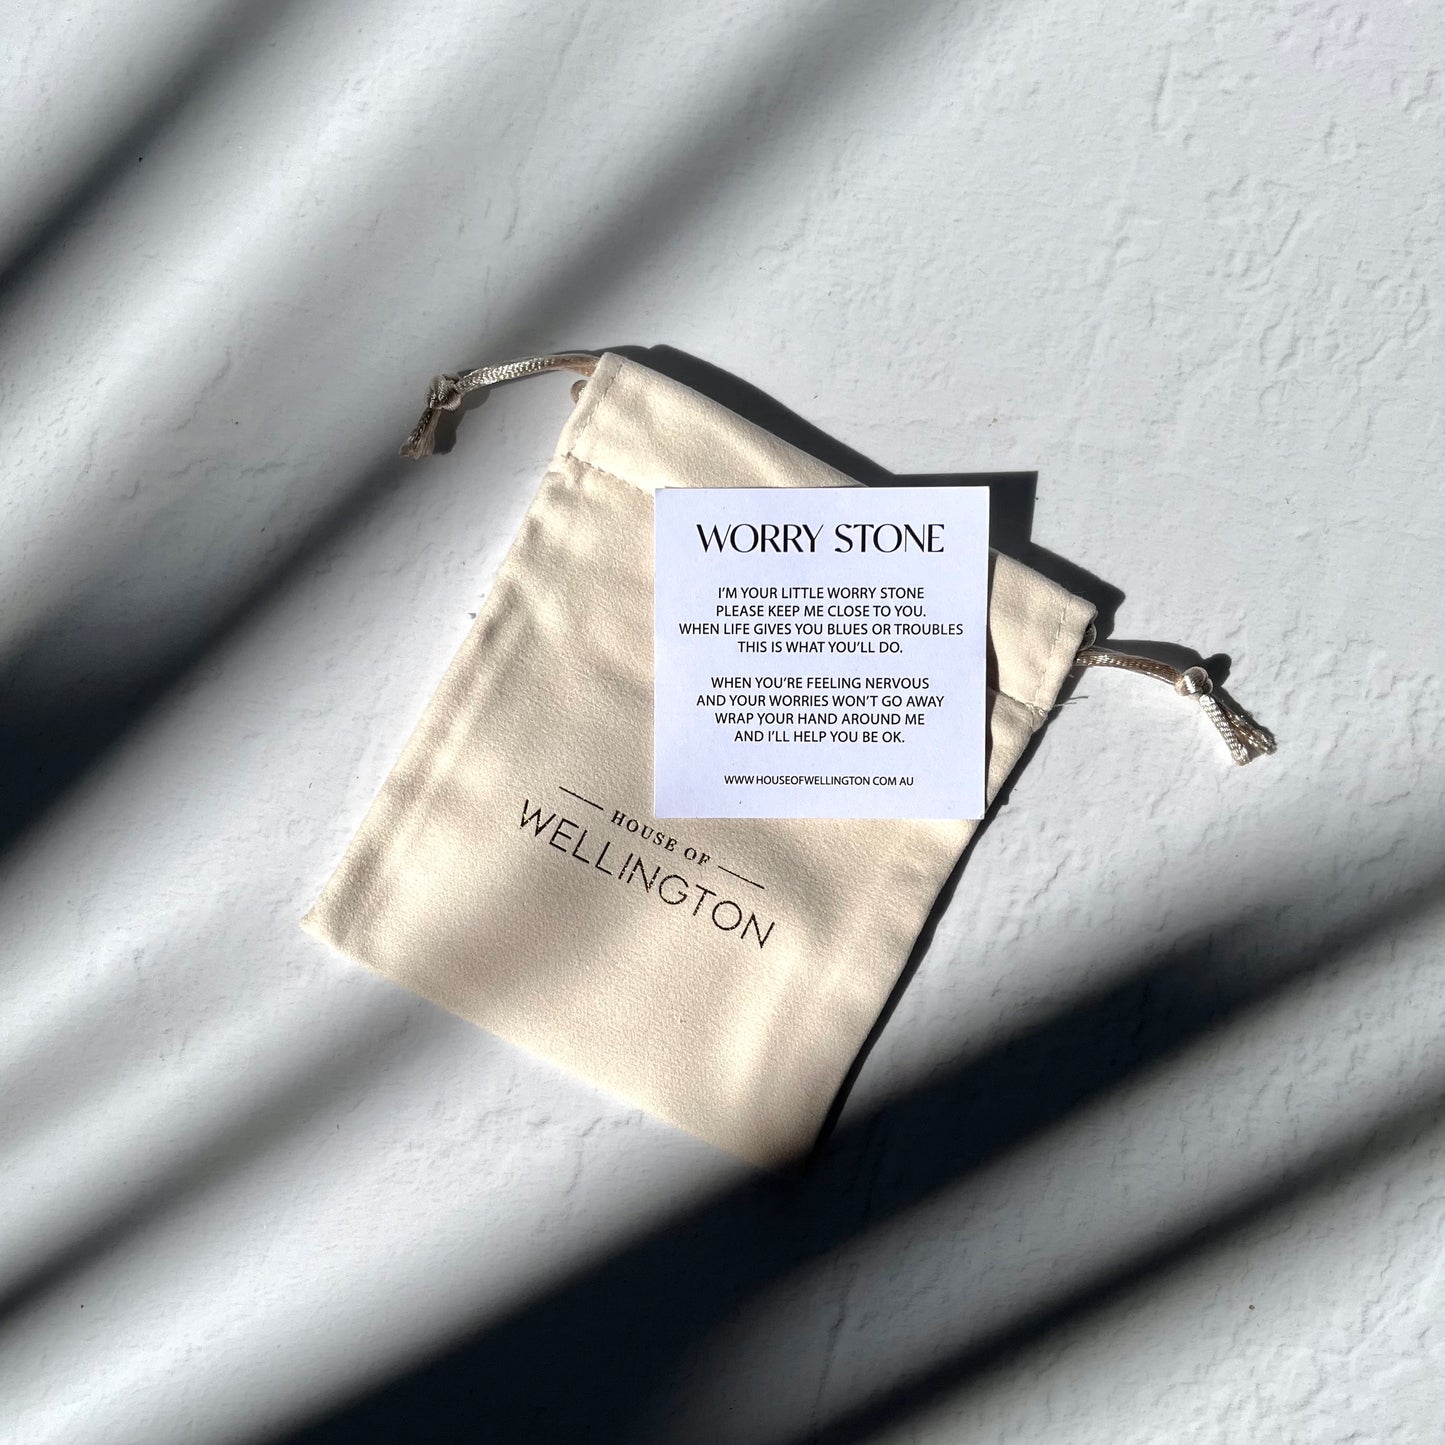 WORRY STONE
I'M YOUR LITTLE WORRY STONE
PLEASE KEEP ME CLOSE TO YOU.
WHEN LIFE GIVES YOU BLUES OR TROUBLES
THIS IS WHAT YOU'LL DO.
WHEN YOU'RE FEELING NERVOUS
AND YOUR WORRIES WON'T GO AWAY
WRAP YOUR HAND AROUND ME
AND I'LL HELP YOU BE OK.
WWW.HOUSEOFWELLINGTON.COM.AU
HOUSE OF
WELLINGTON